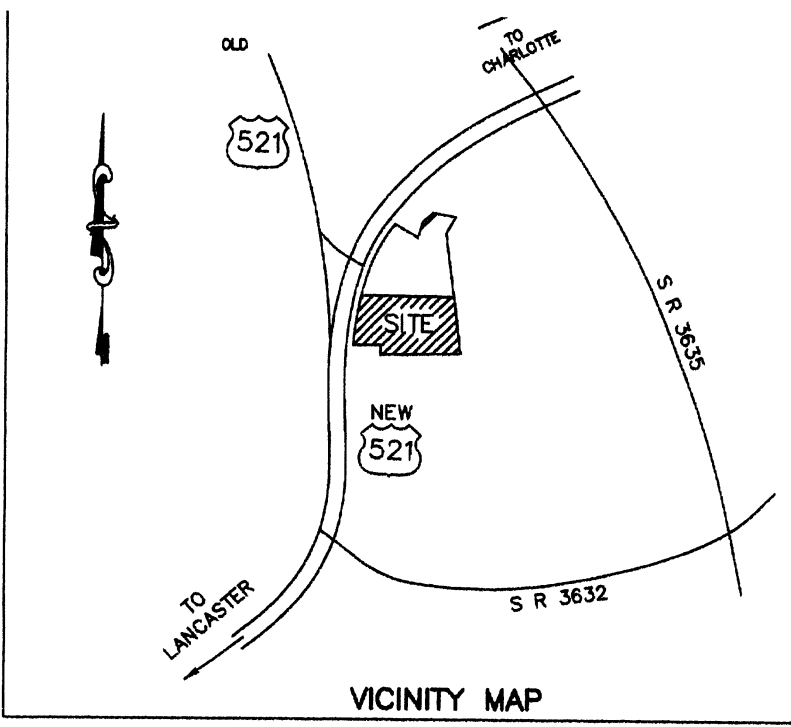 OLD
521
TO
CHARLOTTE
SITE
S R 3635
NEW
521
TO
LANCASTER
S R 3632
VICINITY MAP